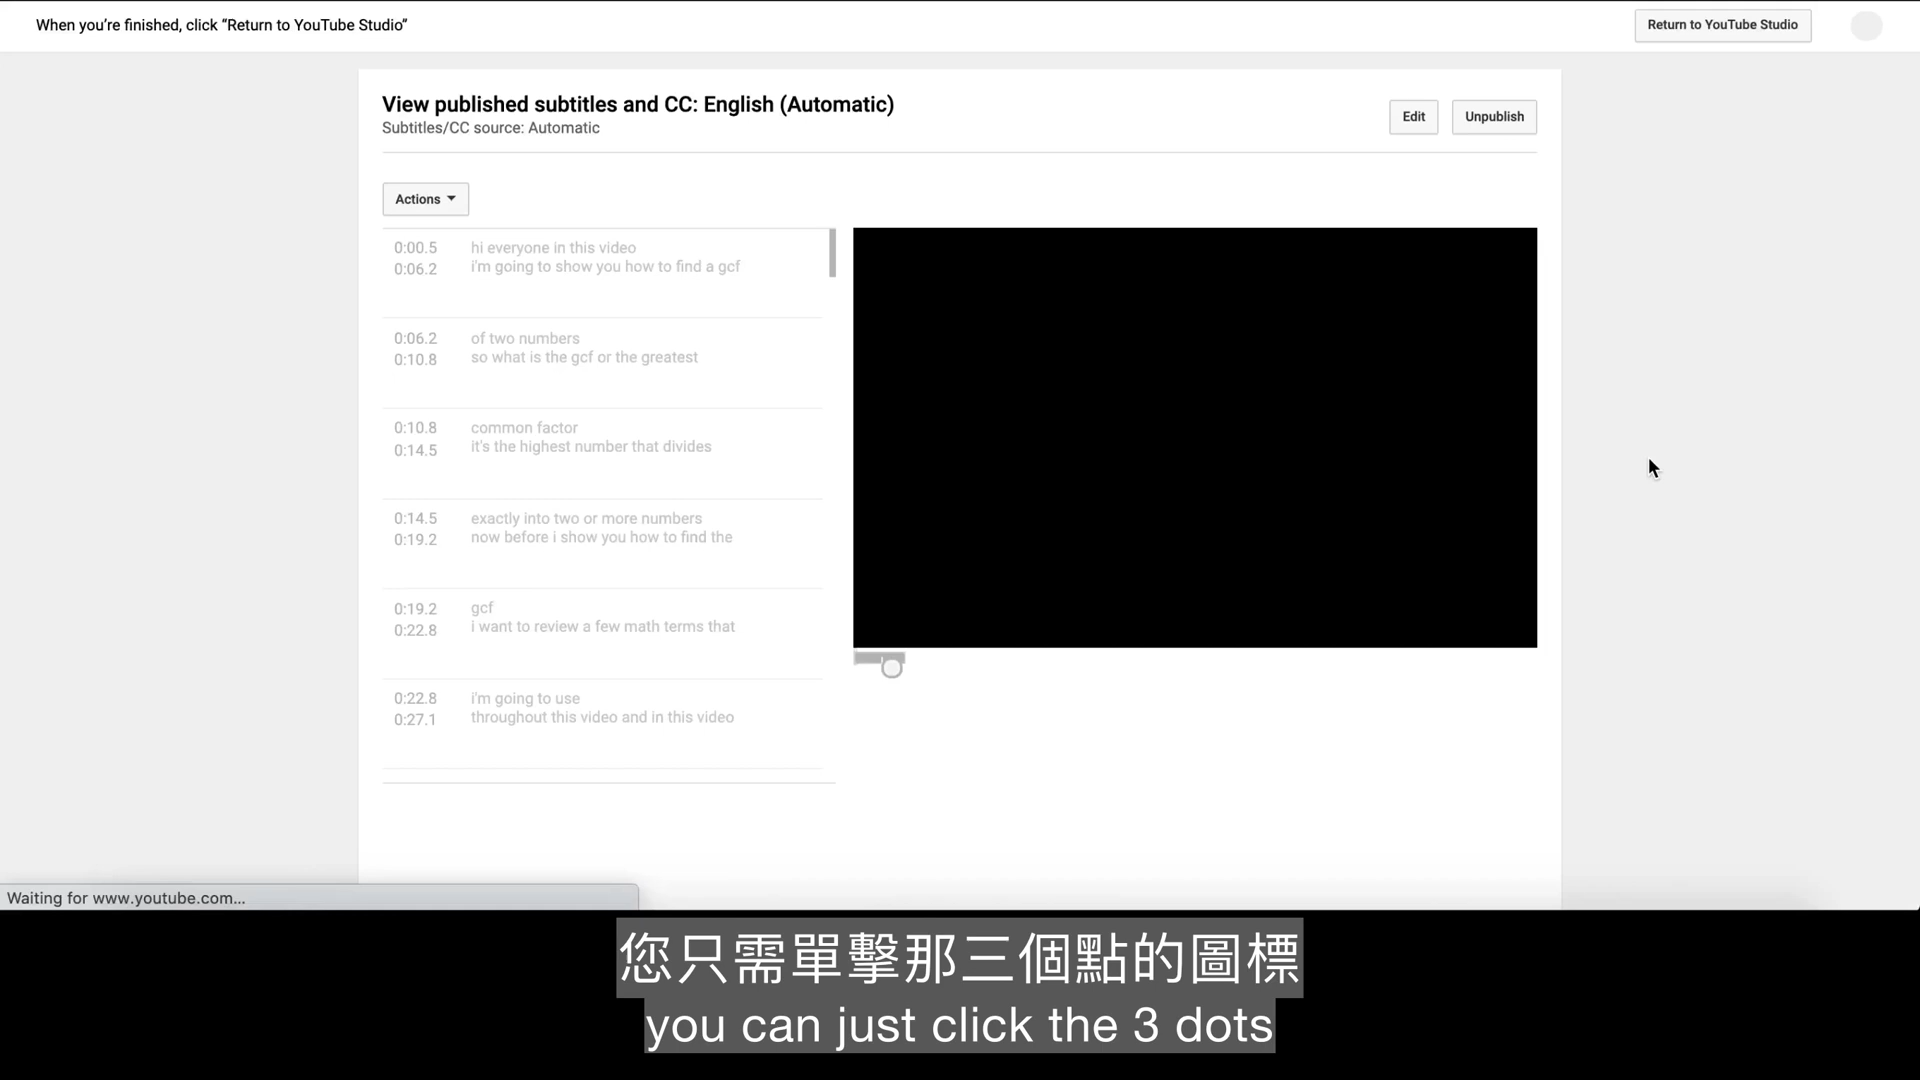 When you’re finished, click “Return to YouTube Studio”
Return to YouTube Studio
View published subtitles and CC: English (Automatic)
Subtitles/CC source: Automatic
Edit
Unpublish
Actions
0:00.5 hi everyone in this video
0:06.2 i'm going to show you how to find a gcf
0:06.2 of two numbers
0:10.8 so what is the gcf or the greatest
0:10.8 common factor
0:14.5 it's the highest number that divides
0:14.5 exactly into two or more numbers
0:19.2 now before i show you how to find the
0:19.2 gcf
0:22.8 i want to review a few math terms that
0:22.8 i'm going to use
0:27.1 throughout this video and in this video
Waiting for www.youtube.com...
您只需單擊那三個點的圖標
you can just click the 3 dots